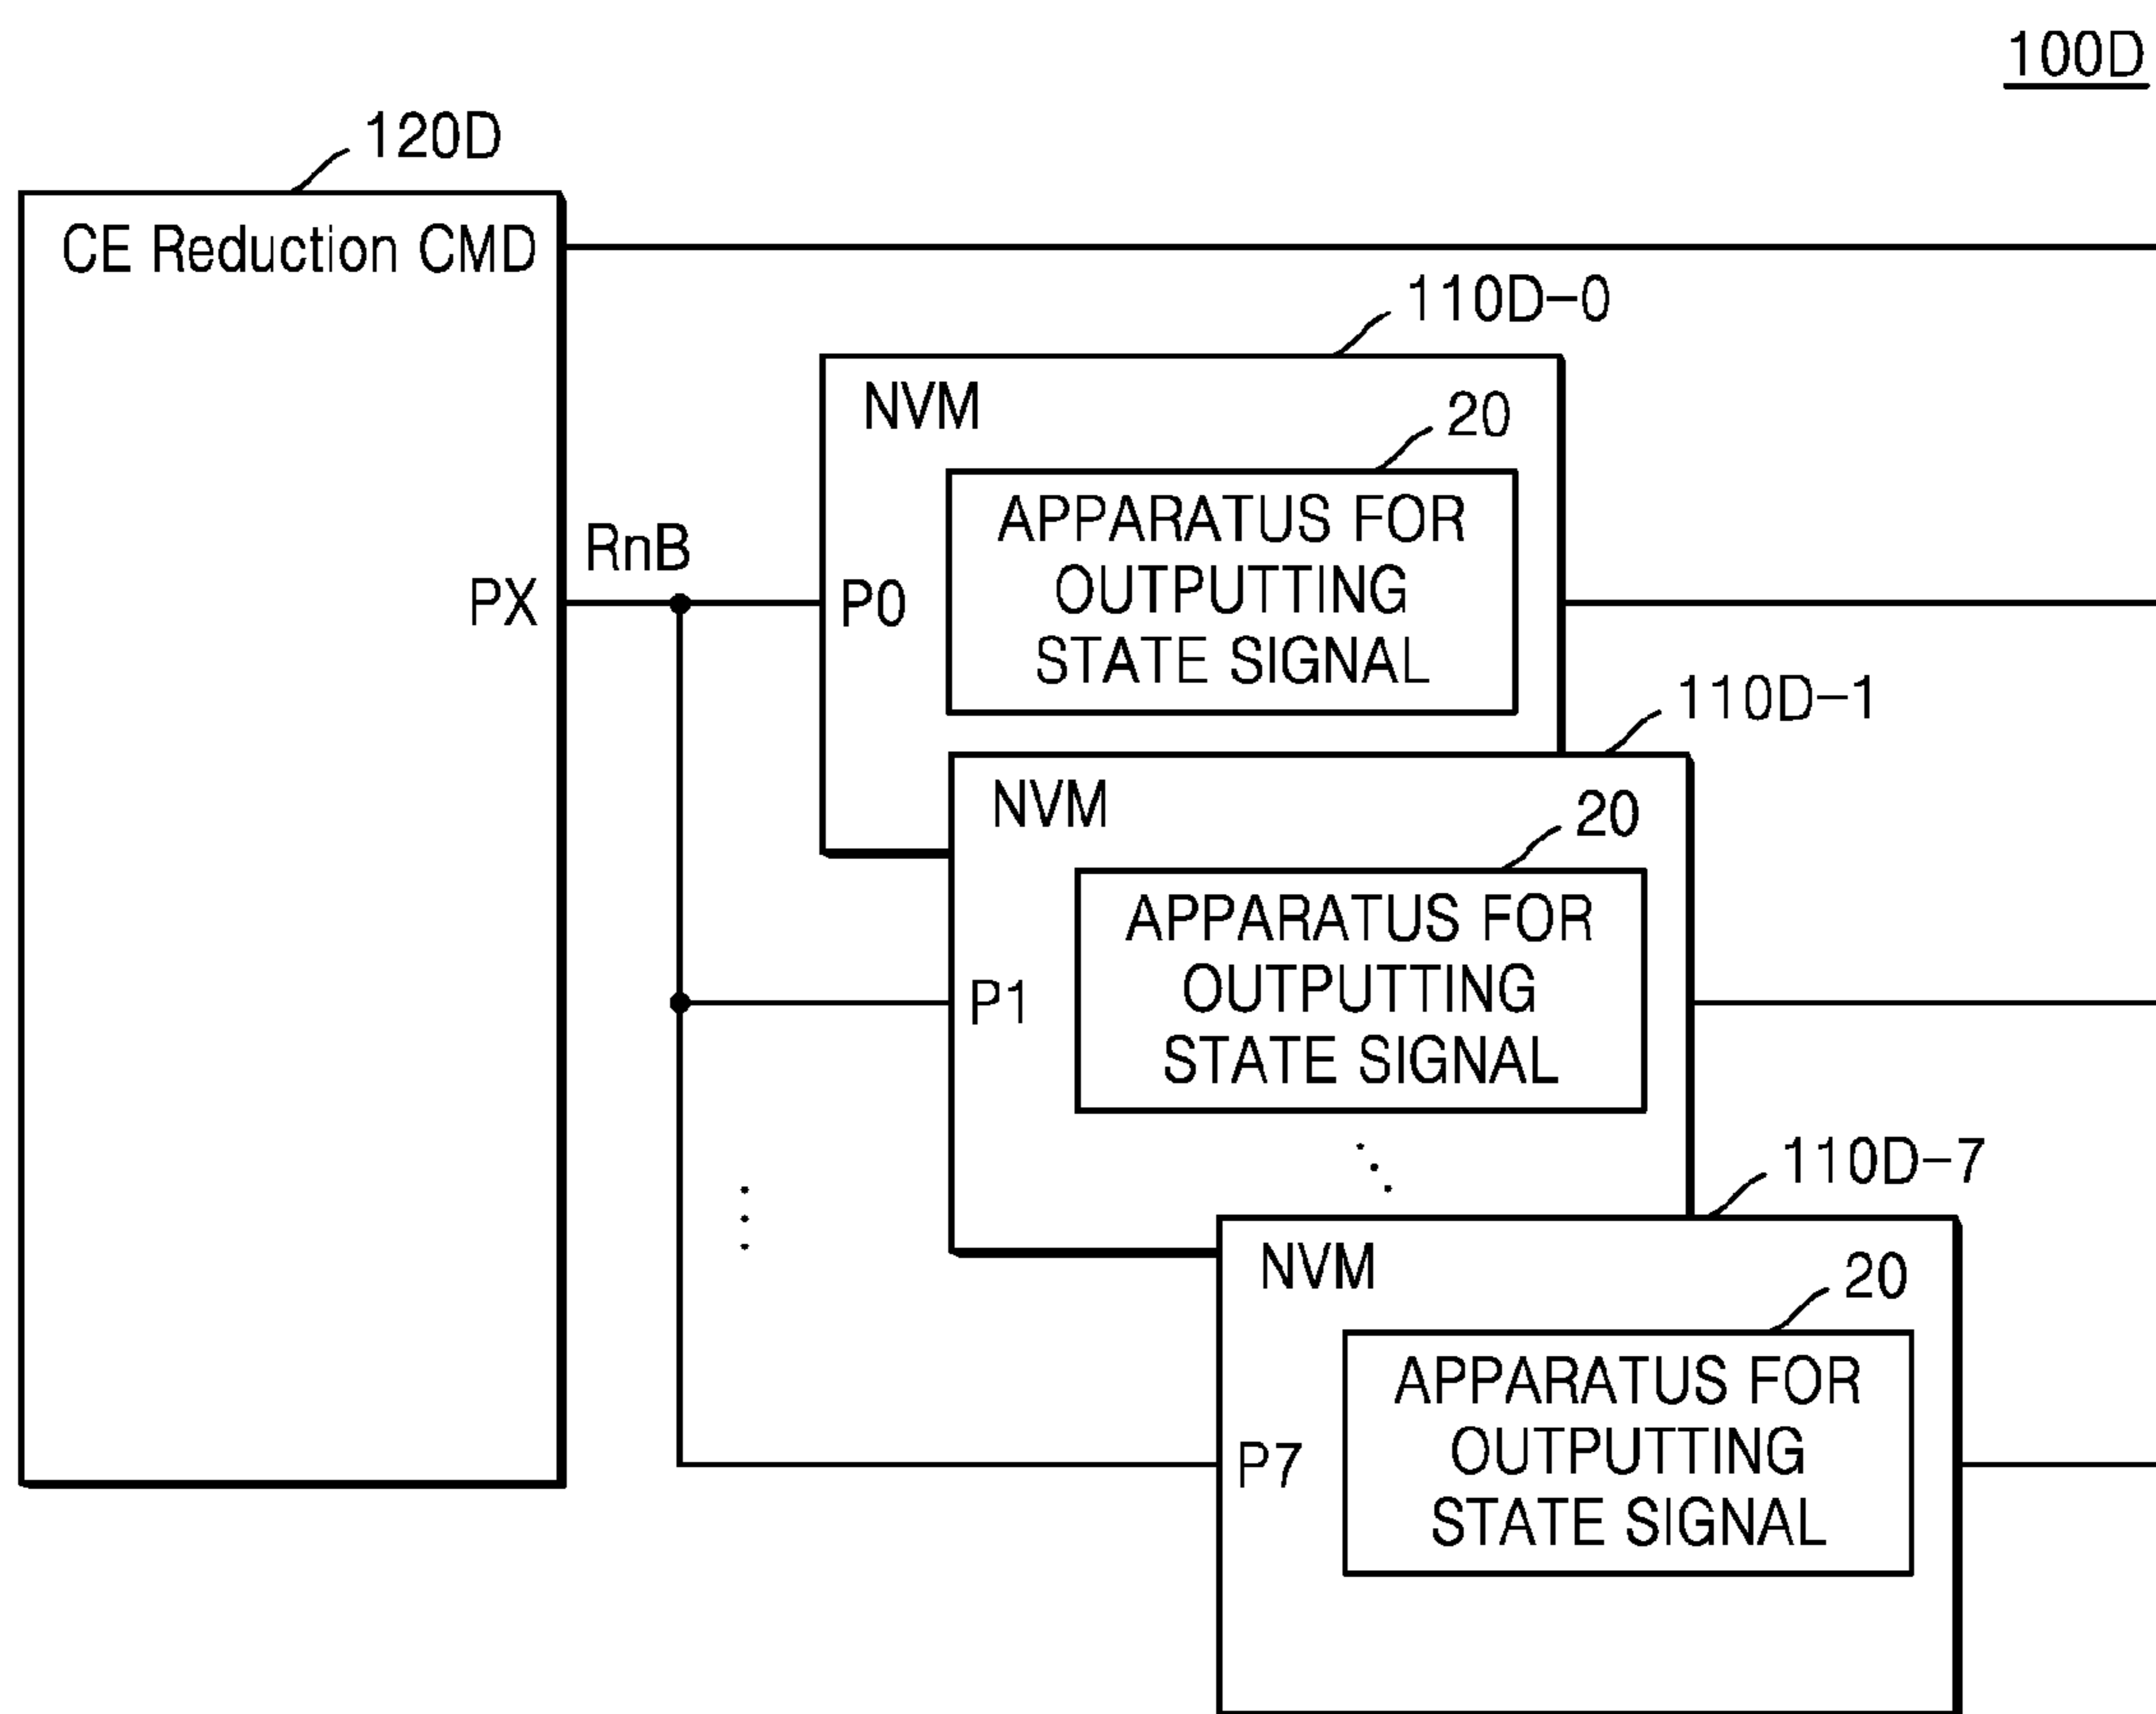 100D
120D
CE Reduction CMD
110D-0
NVM
20
APPARATUS FOR
OUTPUTTING
STATE SIGNAL
RnB
PX
P0
110D-1
NVM
20
APPARATUS FOR
OUTPUTTING
STATE SIGNAL
P1
110D-7
NVM
20
APPARATUS FOR
OUTPUTTING
STATE SIGNAL
P7